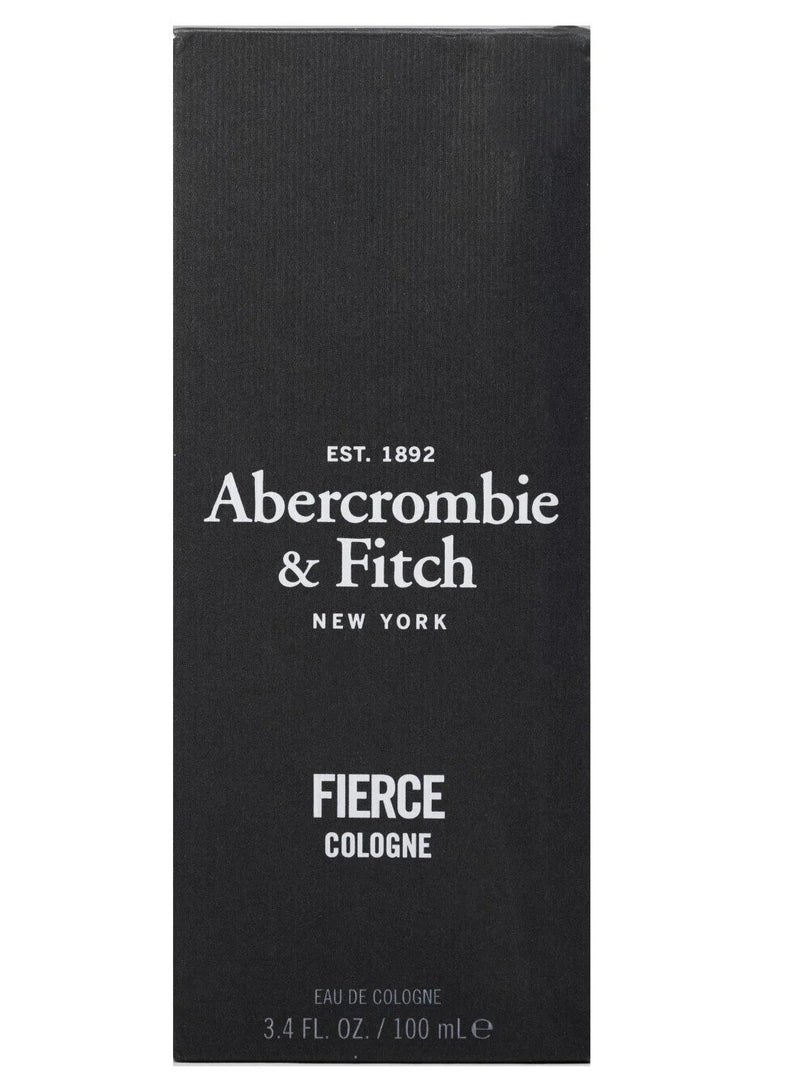 EST. 1892
Abercrombie
& Fitch
NEW YORK
FIERCE
COLOGNE
EAU DE COLOGNE
3.4 FL. OZ. / 100 mL ℮